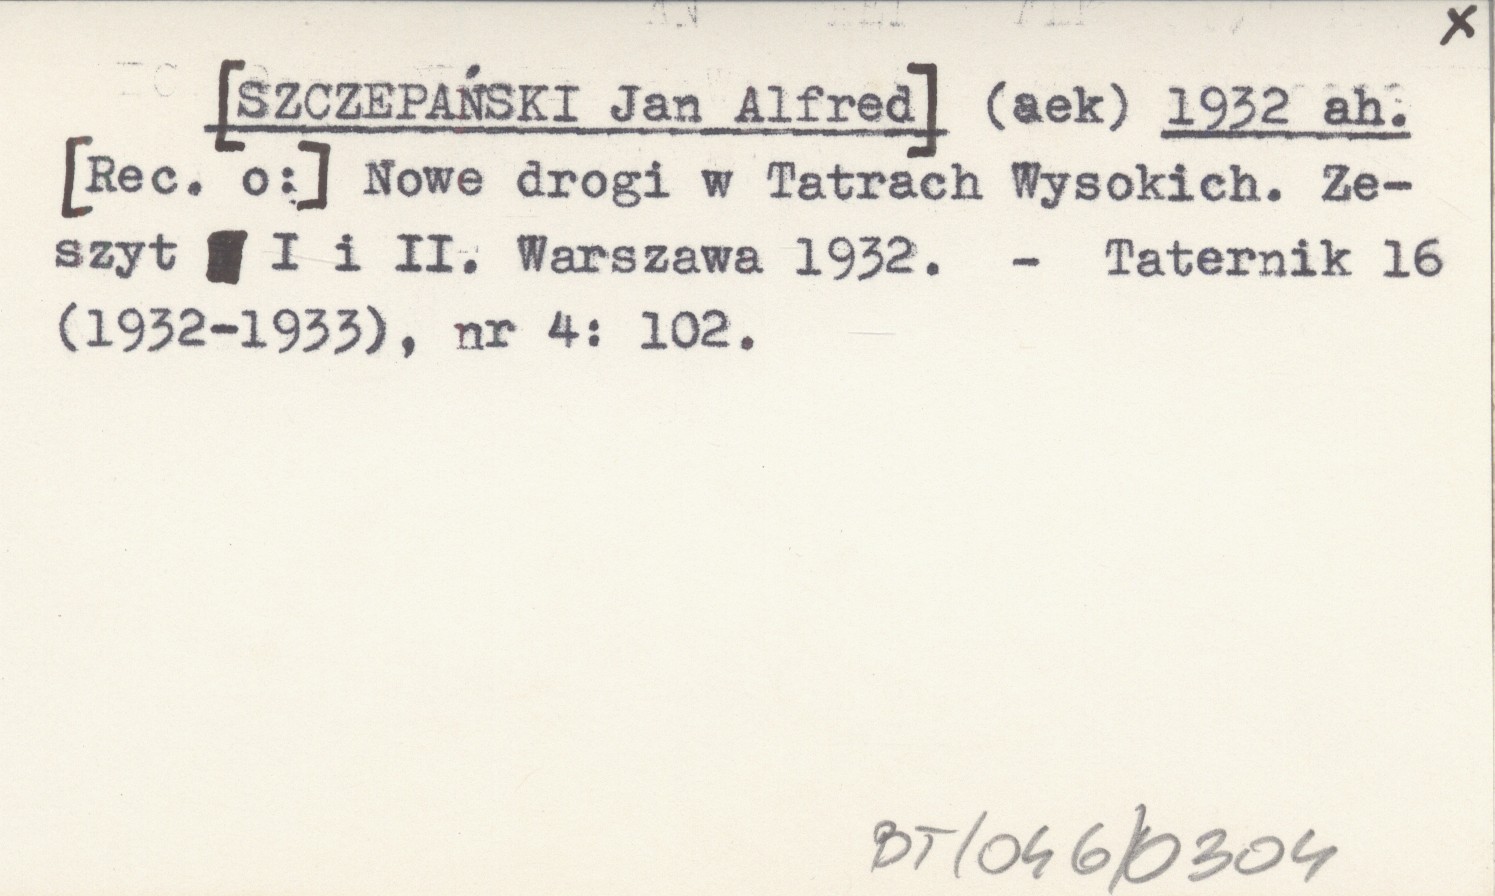 x
[SZCZEPAŃSKI Jan Alfred] (aek) 1932 ah.
[Rec. o:] Nowe drogi w Tatrach Wysokich. Ze-
szyt I i II. Warszawa 1932. - Taternik 16
(1932-1933), nr 4: 102.
BT/046/0304